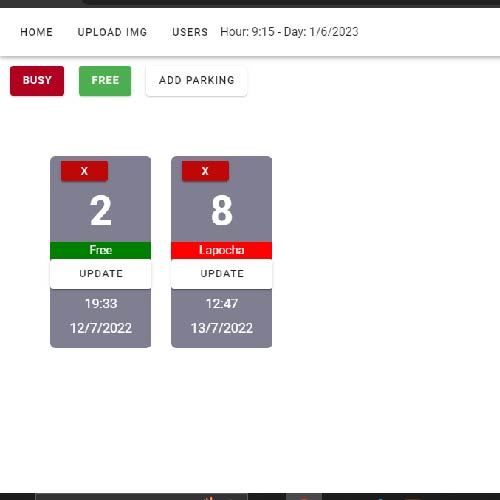 HOME UPLOAD IMG USERS Hour: 9:15 - Day: 1/6/2023
BUSY FREE ADD PARKING
X
2
Free
UPDATE
19:33
12/7/2022
X
8
Lapocha
UPDATE
12:47
13/7/2022